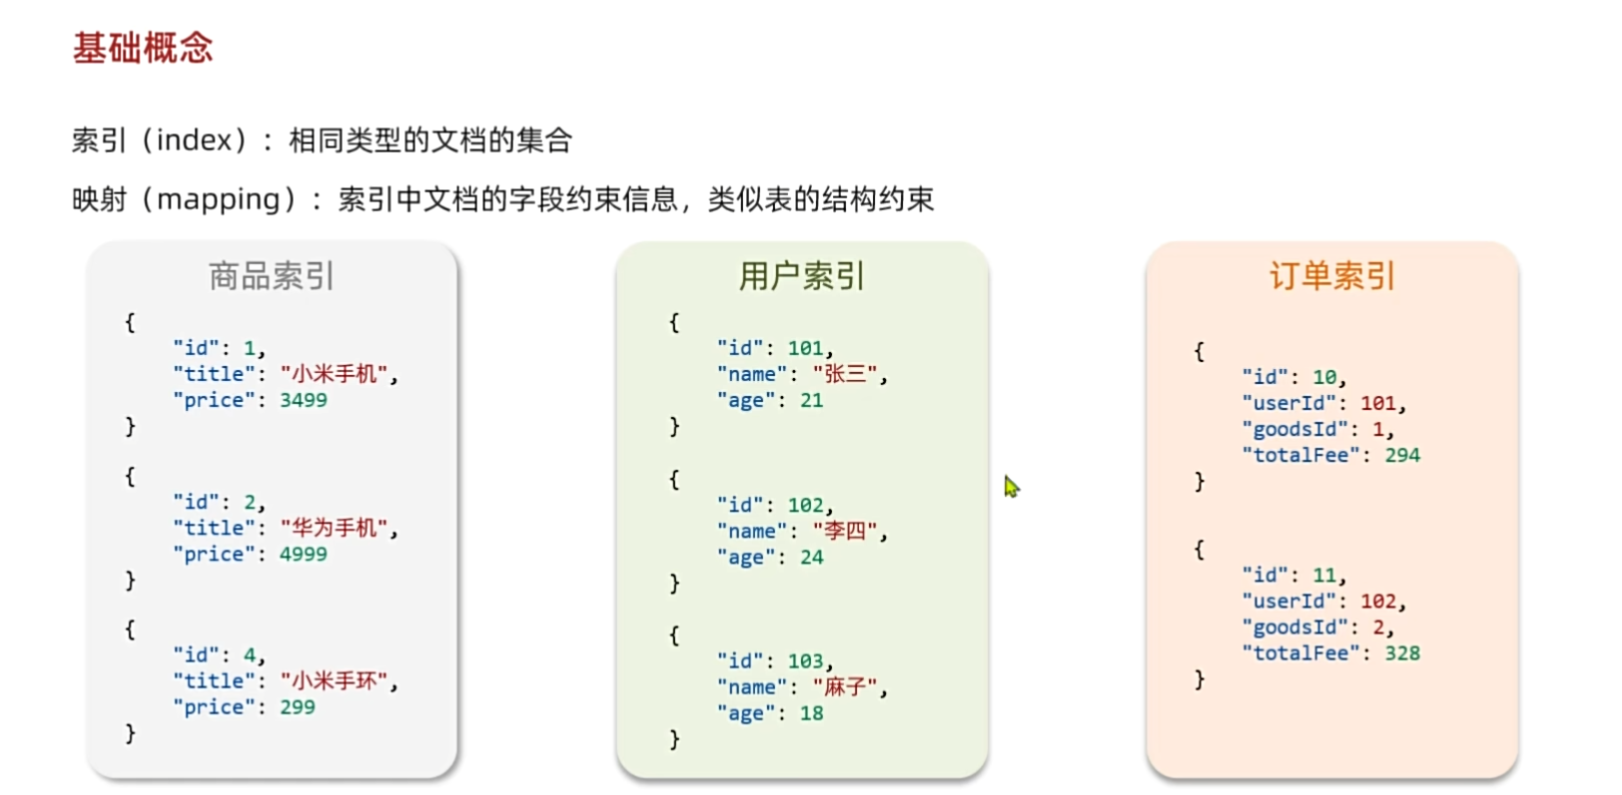 基础概念
索引（index）：相同类型的文档的集合
映射（mapping）：索引中文档的字段约束信息，类似表的结构约束
商品索引
{
"id": 1,
"title": "小米手机",
"price": 3499
}
{
"id": 2,
"title": "华为手机",
"price": 4999
}
{
"id": 4,
"title": "小米手环",
"price": 299
}
用户索引
{
"id": 101,
"name": "张三",
"age": 21
}
{
"id": 102,
"name": "李四",
"age": 24
}
{
"id": 103,
"name": "麻子",
"age": 18
}
订单索引
{
"id": 10,
"userId": 101,
"goodsId": 1,
"totalFee": 294
}
{
"id": 11,
"userId": 102,
"goodsId": 2,
"totalFee": 328
}